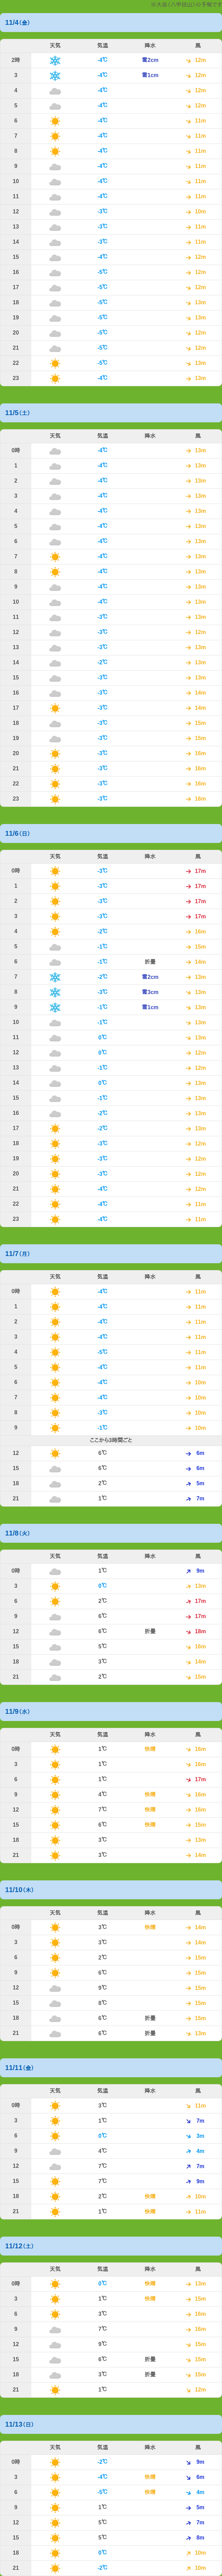 ※大岳(八甲田山)の予報です
11/4(金)
天気 気温 降水 風
2時 -4℃ 雪2cm 12m
3 -4℃ 雪1cm 12m
4 -4℃ 12m
5 -4℃ 12m
6 -4℃ 11m
7 -4℃ 11m
8 -4℃ 11m
9 -4℃ 11m
10 -4℃ 11m
11 -4℃ 11m
12 -3℃ 10m
13 -3℃ 11m
14 -3℃ 11m
15 -4℃ 12m
16 -5℃ 12m
17 -5℃ 12m
18 -5℃ 13m
19 -5℃ 13m
20 -5℃ 12m
21 -5℃ 12m
22 -5℃ 13m
23 -4℃ 13m
11/5(土)
天気 気温 降水 風
0時 -4℃ 13m
1 -4℃ 13m
2 -4℃ 13m
3 -4℃ 13m
4 -4℃ 13m
5 -4℃ 13m
6 -4℃ 13m
7 -4℃ 13m
8 -4℃ 13m
9 -4℃ 13m
10 -4℃ 13m
11 -3℃ 13m
12 -3℃ 12m
13 -3℃ 13m
14 -2℃ 13m
15 -3℃ 13m
16 -3℃ 14m
17 -3℃ 14m
18 -3℃ 15m
19 -3℃ 15m
20 -3℃ 16m
21 -3℃ 16m
22 -3℃ 16m
23 -3℃ 16m
11/6(日)
天気 気温 降水 風
0時 -3℃ 17m
1 -3℃ 17m
2 -3℃ 17m
3 -3℃ 17m
4 -2℃ 16m
5 -1℃ 15m
6 -1℃ 折畳 14m
7 -2℃ 雪2cm 13m
8 -3℃ 雪3cm 13m
9 -1℃ 雪1cm 13m
10 -1℃ 13m
11 0℃ 13m
12 0℃ 12m
13 -1℃ 12m
14 0℃ 13m
15 -1℃ 13m
16 -2℃ 13m
17 -2℃ 13m
18 -3℃ 12m
19 -3℃ 12m
20 -3℃ 12m
21 -4℃ 12m
22 -4℃ 11m
23 -4℃ 11m
11/7(月)
天気 気温 降水 風
0時 -4℃ 11m
1 -4℃ 11m
2 -4℃ 11m
3 -4℃ 11m
4 -5℃ 11m
5 -4℃ 11m
6 -4℃ 10m
7 -4℃ 10m
8 -3℃ 10m
9 -1℃ 10m
ここから3時間ごと
12 6℃ 6m
15 6℃ 6m
18 2℃ 5m
21 1℃ 7m
11/8(火)
天気 気温 降水 風
0時 1℃ 9m
3 0℃ 13m
6 2℃ 17m
9 6℃ 17m
12 6℃ 折畳 18m
15 5℃ 16m
18 3℃ 14m
21 2℃ 15m
11/9(水)
天気 気温 降水 風
0時 1℃ 快晴 16m
3 1℃ 16m
6 1℃ 17m
9 4℃ 快晴 16m
12 7℃ 快晴 16m
15 6℃ 快晴 15m
18 3℃ 13m
21 3℃ 14m
11/10(木)
天気 気温 降水 風
0時 3℃ 快晴 14m
3 3℃ 14m
6 2℃ 15m
9 6℃ 15m
12 9℃ 15m
15 8℃ 15m
18 6℃ 折畳 15m
21 6℃ 折畳 13m
11/11(金)
天気 気温 降水 風
0時 3℃ 11m
3 1℃ 7m
6 0℃ 3m
9 4℃ 4m
12 7℃ 7m
15 7℃ 9m
18 2℃ 快晴 10m
21 1℃ 快晴 11m
11/12(土)
天気 気温 降水 風
0時 0℃ 快晴 13m
3 1℃ 快晴 15m
6 3℃ 16m
9 7℃ 16m
12 9℃ 15m
15 6℃ 折畳 15m
18 3℃ 折畳 15m
21 1℃ 12m
11/13(日)
天気 気温 降水 風
0時 -2℃ 9m
3 -4℃ 快晴 6m
6 -5℃ 快晴 4m
9 1℃ 5m
12 5℃ 7m
15 5℃ 8m
18 0℃ 10m
21 -2℃ 10m